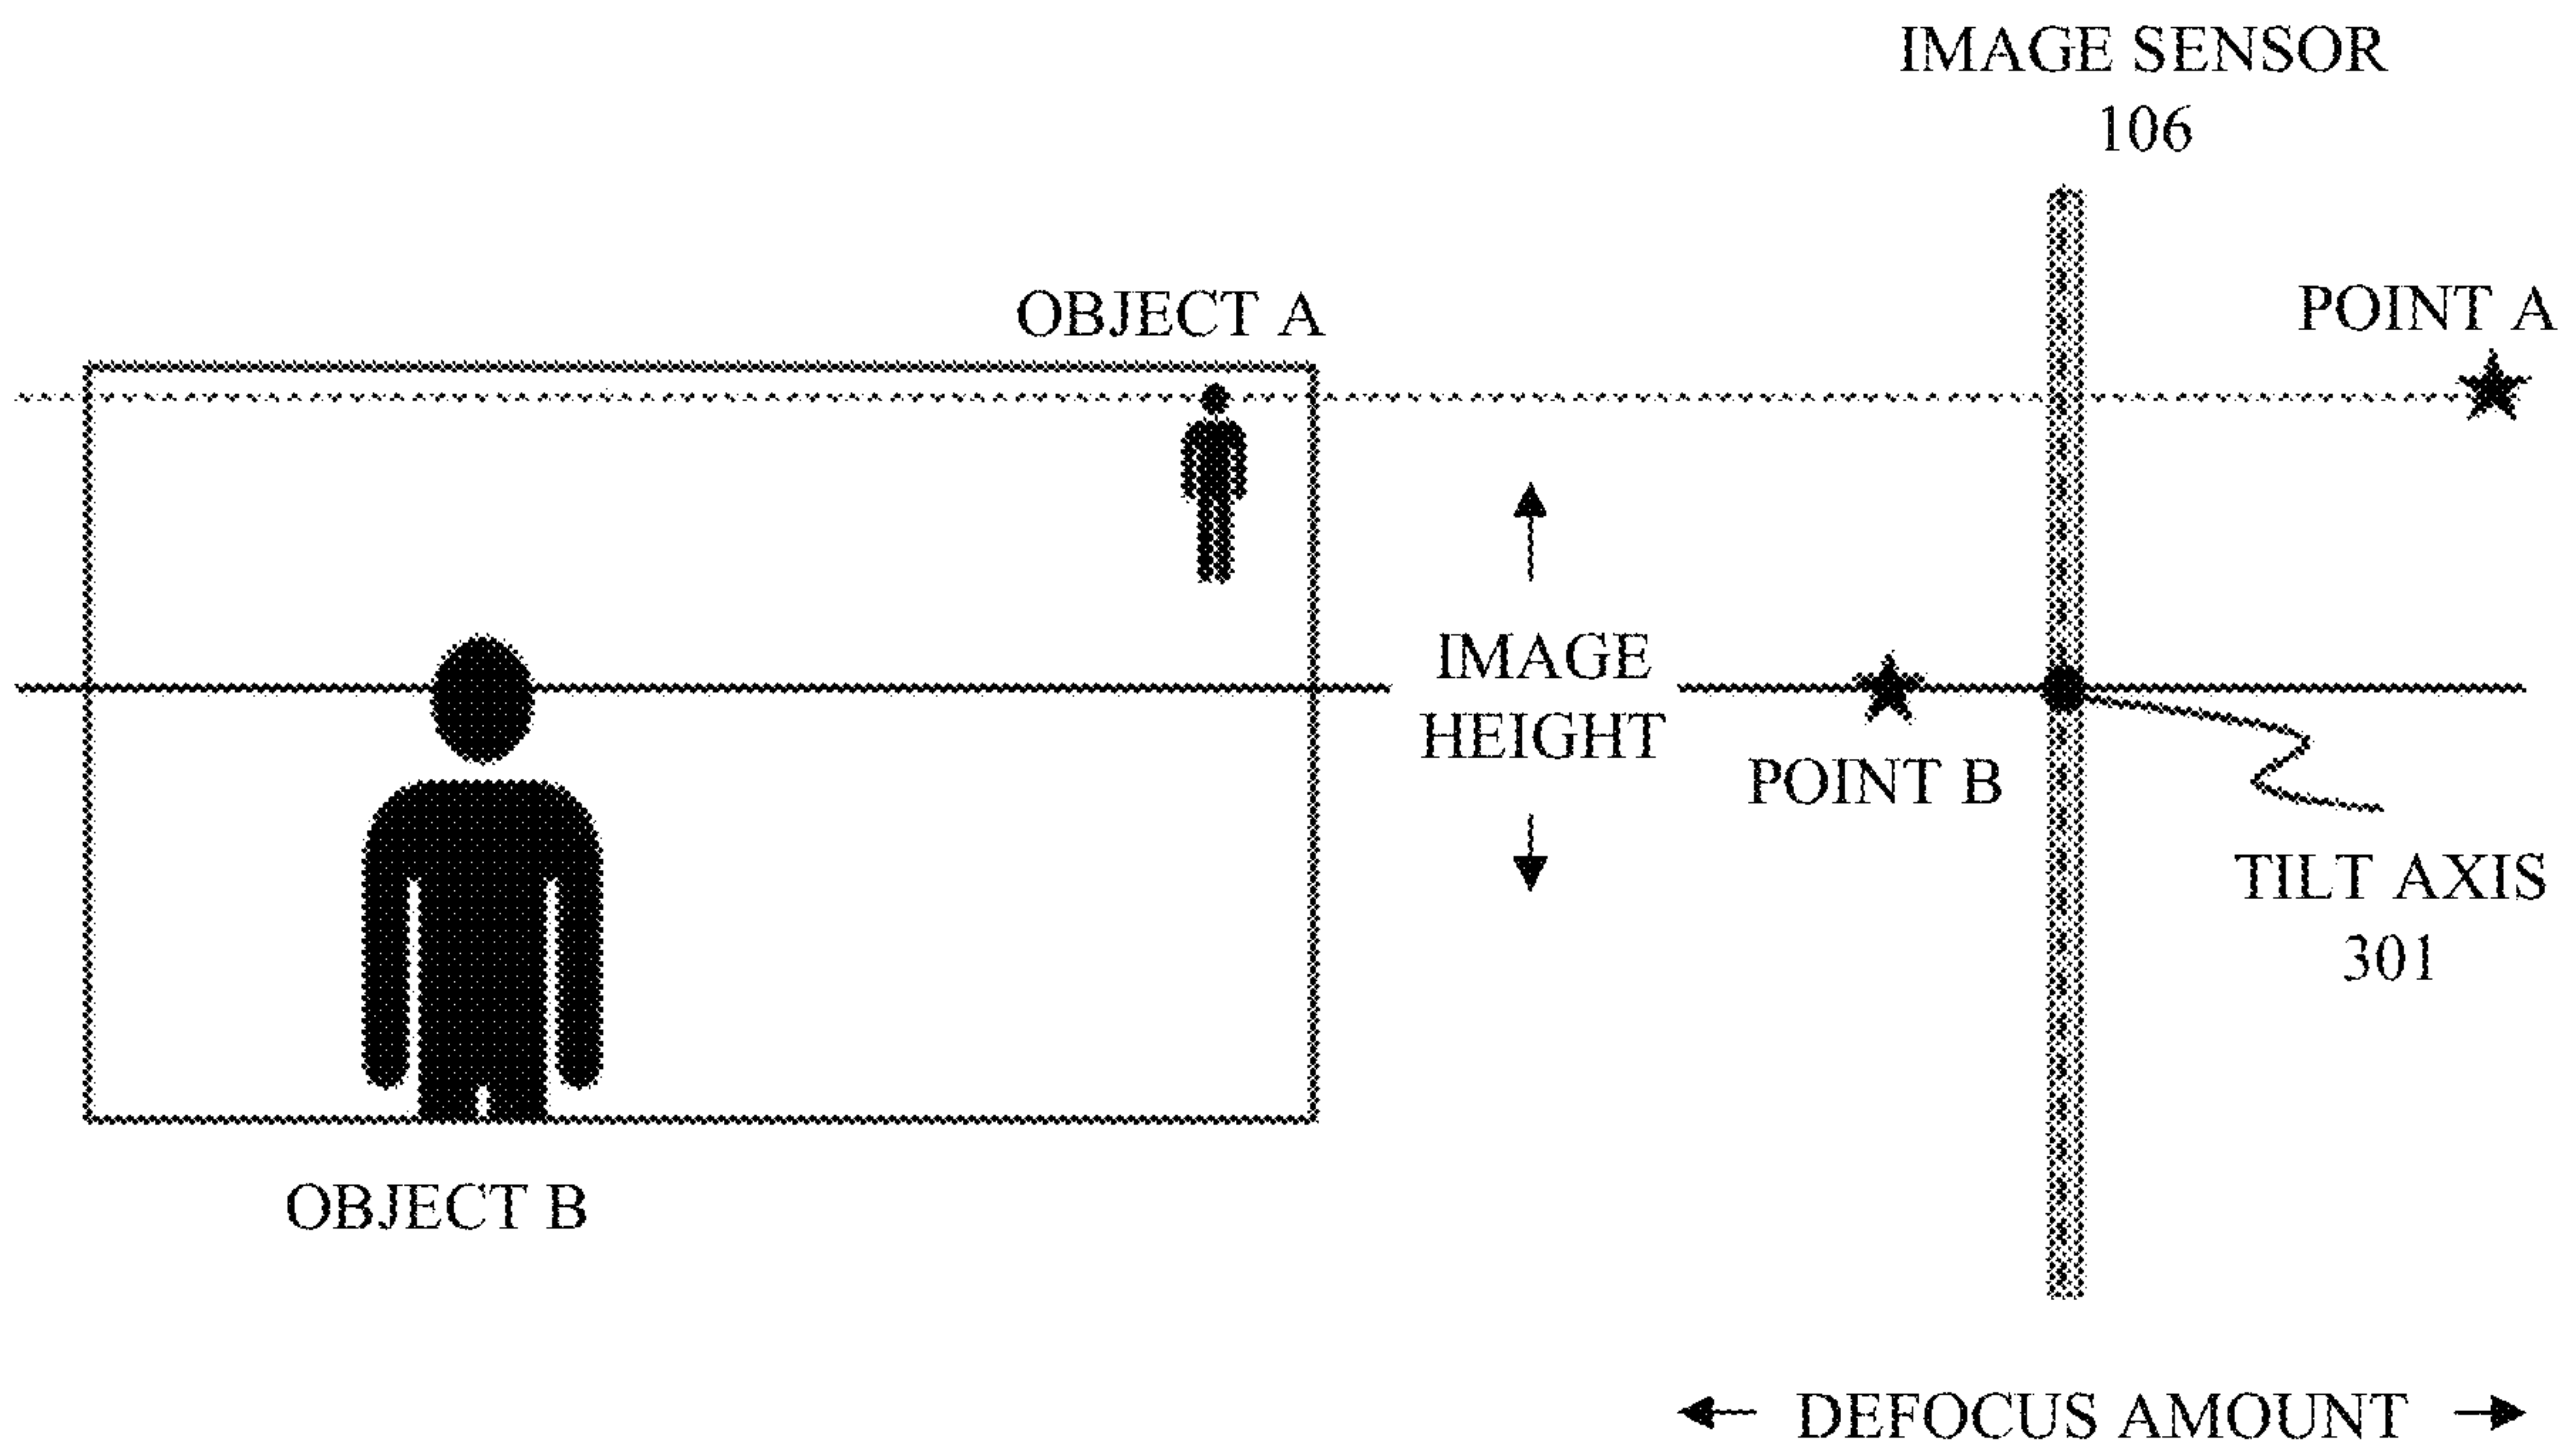 IMAGE SENSOR
106
OBJECT A
POINT A
IMAGE
HEIGHT
POINT B
TILT AXIS
301
OBJECT B
DEFOCUS AMOUNT